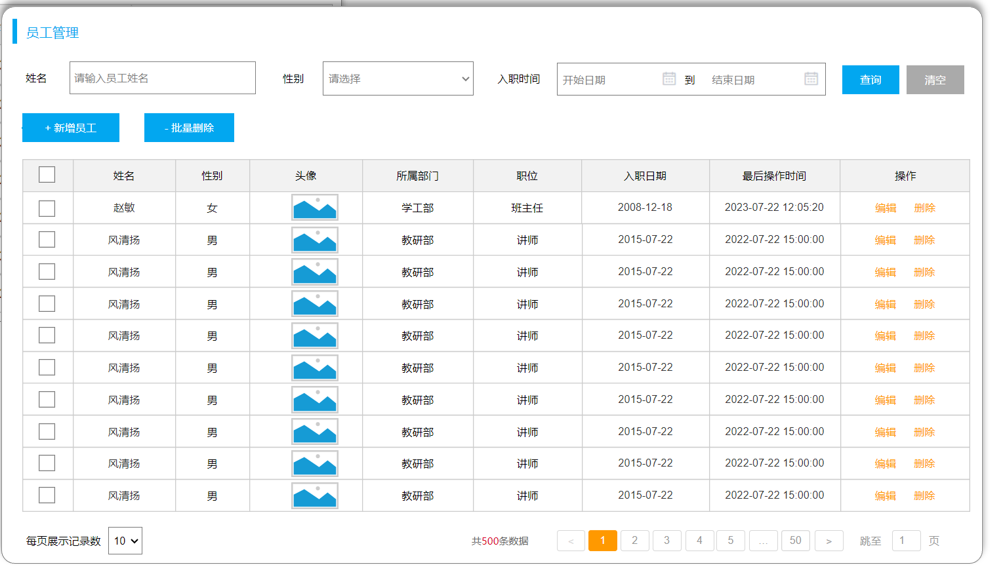 员工管理
姓名 请输入员工姓名 性别 请选择 入职时间 开始日期 到 结束日期 查询 清空
+ 新增员工 - 批量删除
姓名 性别 头像 所属部门 职位 入职日期 最后操作时间 操作
赵敏 女 学工部 班主任 2008-12-18 2023-07-22 12:05:20 编辑 删除
风清扬 男 教研部 讲师 2015-07-22 2022-07-22 15:00:00 编辑 删除
风清扬 男 教研部 讲师 2015-07-22 2022-07-22 15:00:00 编辑 删除
风清扬 男 教研部 讲师 2015-07-22 2022-07-22 15:00:00 编辑 删除
风清扬 男 教研部 讲师 2015-07-22 2022-07-22 15:00:00 编辑 删除
风清扬 男 教研部 讲师 2015-07-22 2022-07-22 15:00:00 编辑 删除
风清扬 男 教研部 讲师 2015-07-22 2022-07-22 15:00:00 编辑 删除
风清扬 男 教研部 讲师 2015-07-22 2022-07-22 15:00:00 编辑 删除
风清扬 男 教研部 讲师 2015-07-22 2022-07-22 15:00:00 编辑 删除
风清扬 男 教研部 讲师 2015-07-22 2022-07-22 15:00:00 编辑 删除
每页展示记录数 10 共500条数据 < 1 2 3 4 5 ... 50 > 跳至 1 页